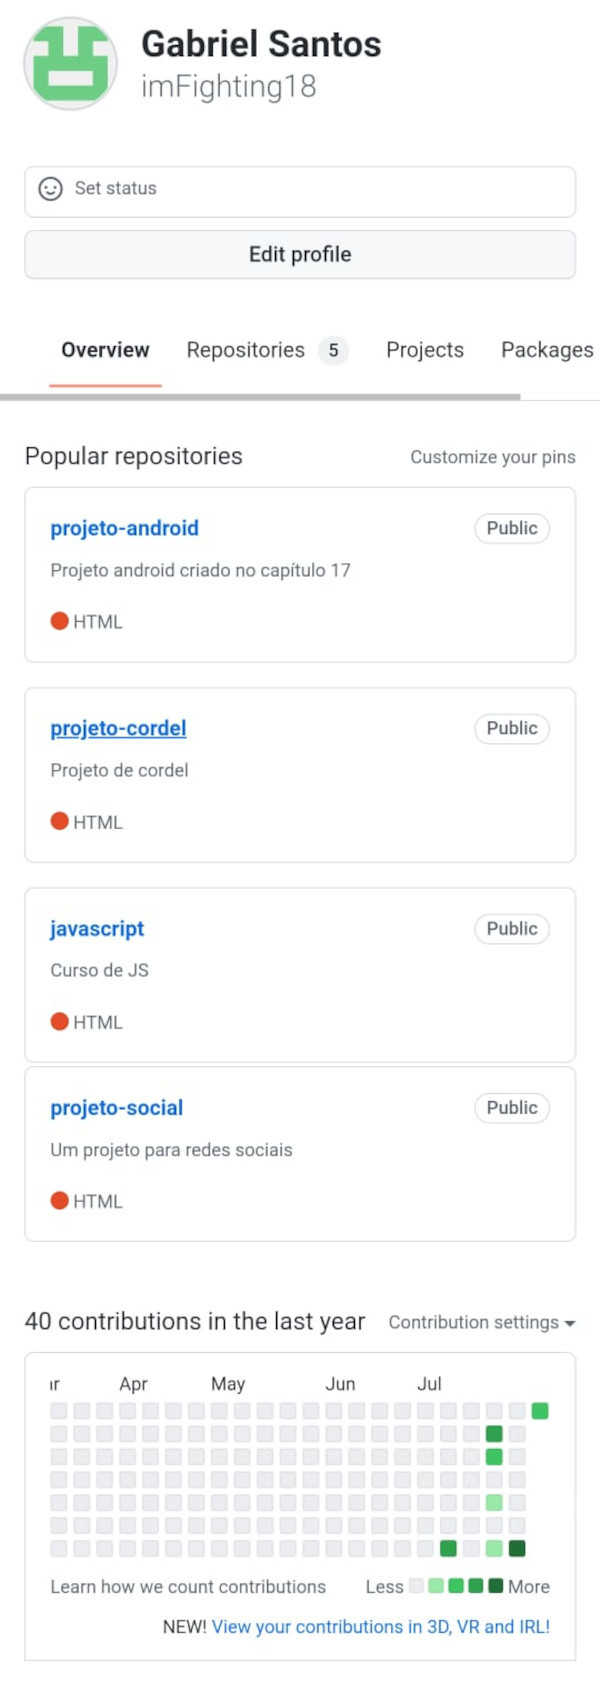 Gabriel Santos
imFighting18
Set status
Edit profile
Overview Repositories 5 Projects Packages
Popular repositories Customize your pins
projeto-android Public
Projeto android criado no capítulo 17
HTML
projeto-cordel Public
Projeto de cordel
HTML
javascript Public
Curso de JS
HTML
projeto-social Public
Um projeto para redes sociais
HTML
40 contributions in the last year Contribution settings
ar Apr May Jun Jul
Learn how we count contributions Less More
NEW! View your contributions in 3D, VR and IRL!